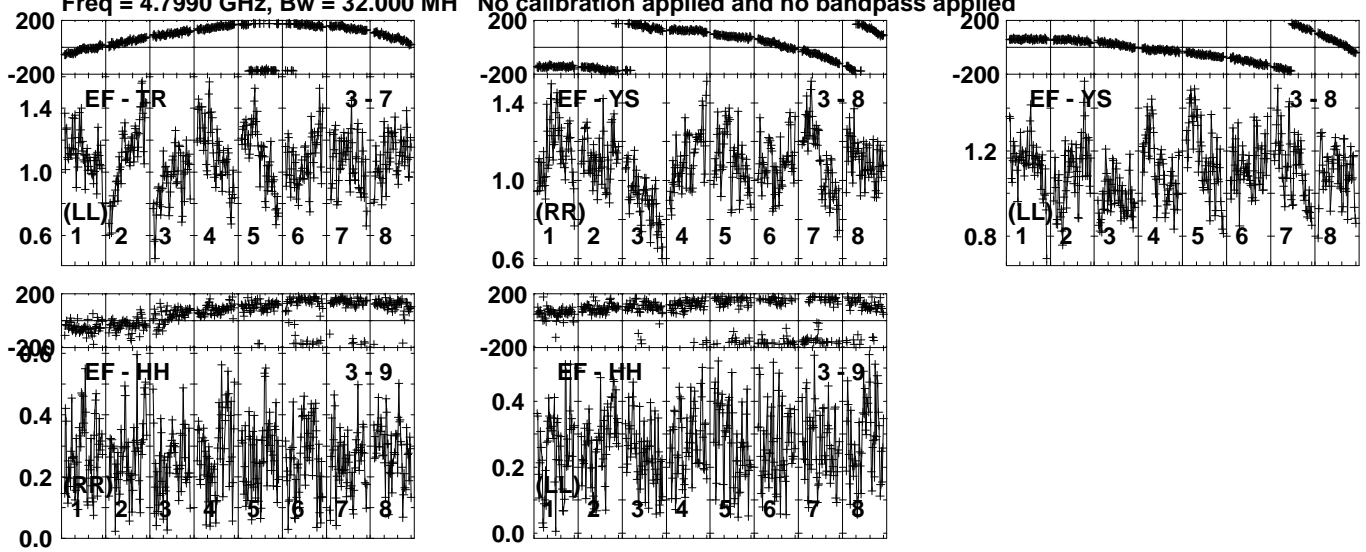 Freq = 4.7990 GHz, Bw = 32.000 MH No calibration applied and no bandpass applied
200
-200
EF - TR 3 - 7
1.4
1.0
0.6
(LL)
1 2 3 4 5 6 7 8
200
-200
EF - YS 3 - 8
1.4
1.0
0.6
(RR)
1 2 3 4 5 6 7 8
200
-200
EF - YS 3 - 8
1.2
0.8
(LL)
1 2 3 4 5 6 7 8
200
-200
0.6
EF - HH 3 - 9
0.4
0.2
0.0
(RR)
1 2 3 4 5 6 7 8
200
-200
EF - HH 3 - 9
0.4
0.2
0.0
(LL)
1 2 3 4 5 6 7 8